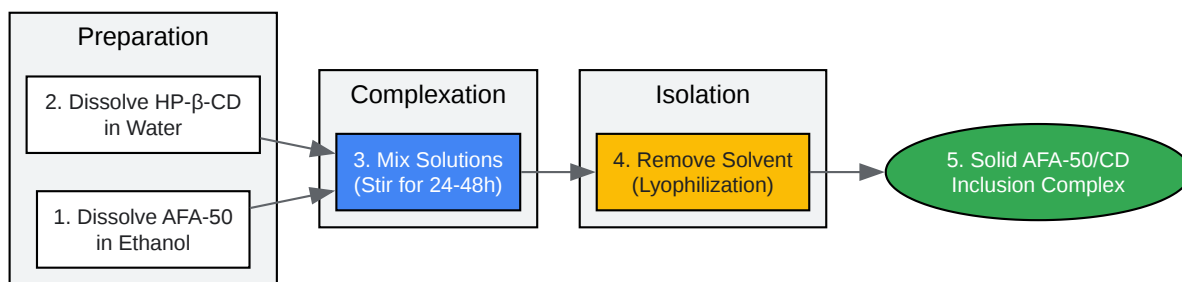 Preparation
2. Dissolve HP-β-CD
in Water
1. Dissolve AFA-50
in Ethanol
Complexation
3. Mix Solutions
(Stir for 24-48h)
Isolation
4. Remove Solvent
(Lyophilization)
5. Solid AFA-50/CD
Inclusion Complex